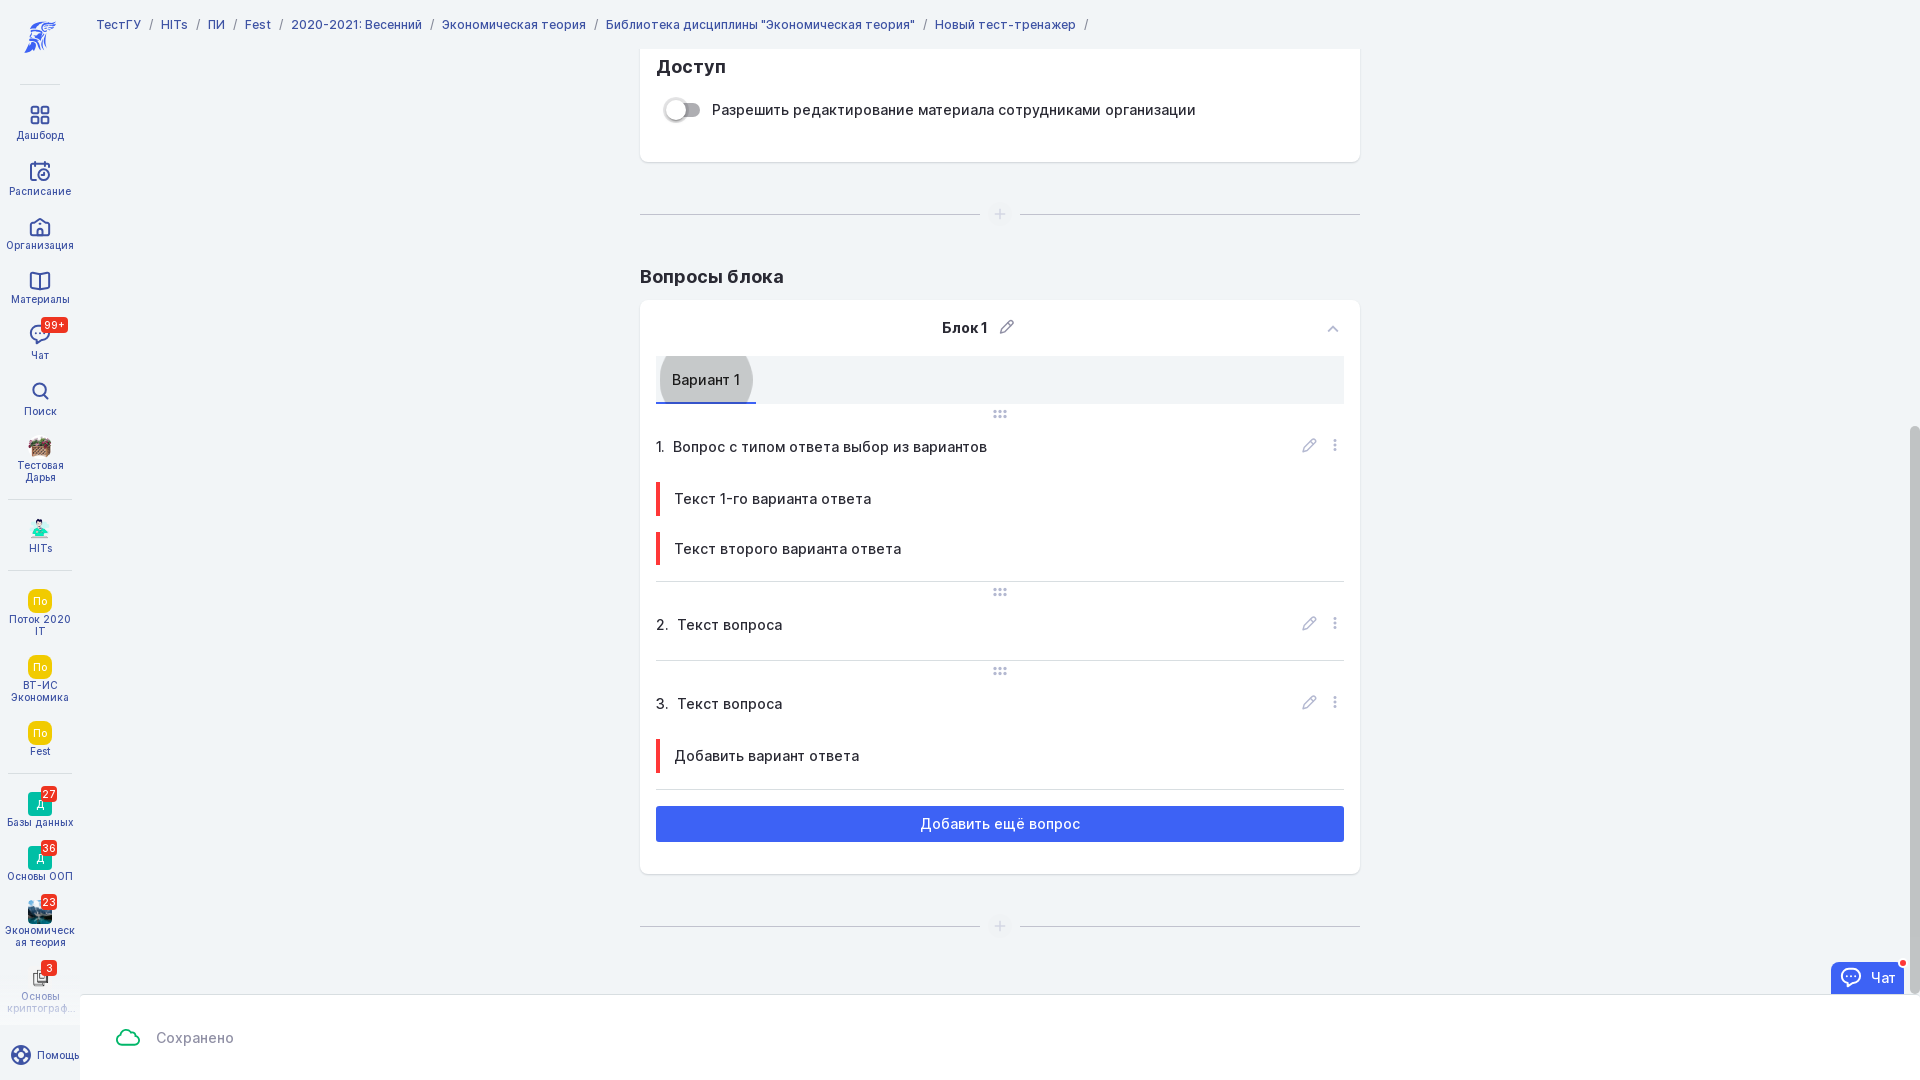 ТестГУ / HITs / ПИ / Fest / 2020-2021: Весенний / Экономическая теория / Библиотека дисциплины "Экономическая теория" / Новый тест-тренажер /
Дашборд
Расписание
Организация
Материалы
99+
Чат
Поиск
Тестовая
Дарья
HITs
По
Поток 2020
IT
По
ВТ-ИС
Экономика
По
Fest
27
Д
Базы данных
36
Д
Основы ООП
23
Экономическ
ая теория
3
Основы
криптограф...
Помощь
Доступ
Разрешить редактирование материала сотрудниками организации
Вопросы блока
Блок 1
Вариант 1
1. Вопрос с типом ответа выбор из вариантов
Текст 1-го варианта ответа
Текст второго варианта ответа
2. Текст вопроса
3. Текст вопроса
Добавить вариант ответа
Добавить ещё вопрос
Чат
Сохранено